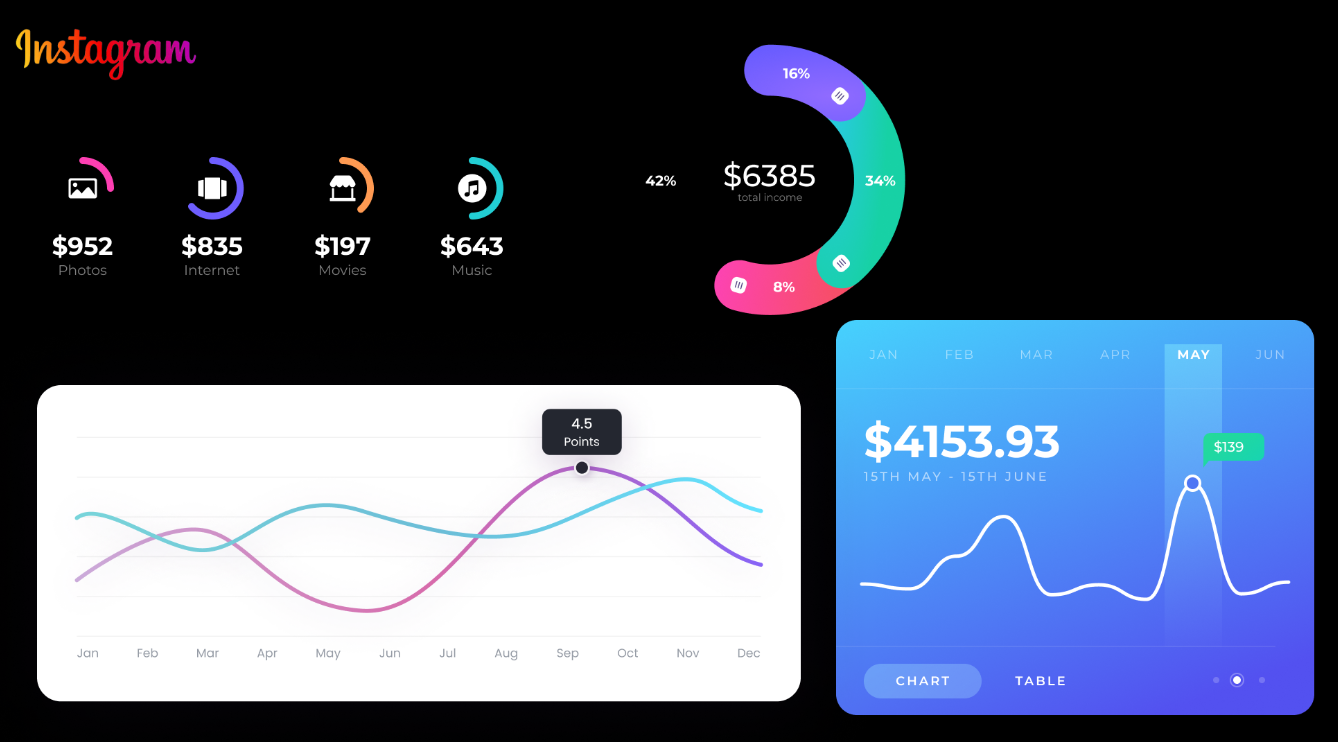 Instagram
$952
Photos
$835
Internet
$197
Movies
$643
Music
16%
42%
$6385
total income
34%
8%
4.5
Points
Jan Feb Mar Apr May Jun Jul Aug Sep Oct Nov Dec
JAN FEB MAR APR MAY JUN
$4153.93
15TH MAY - 15TH JUNE
$139
CHART TABLE